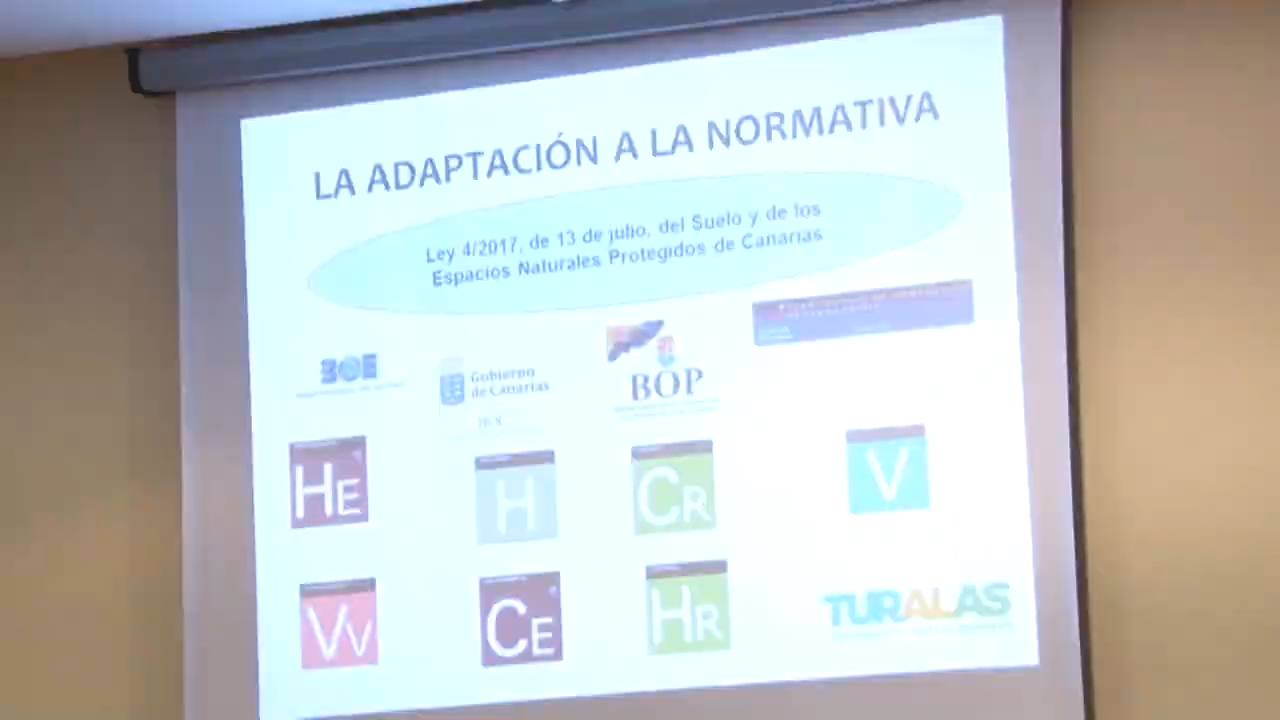 LA ADAPTACIÓN A LA NORMATIVA
Ley 4/2017, de 13 de julio, del Suelo y de los
Espacios Naturales Protegidos de Canarias
BOE
Gobierno
de Canarias
BOP
HE
H
CR
V
VV
CE
HR
TURALAS